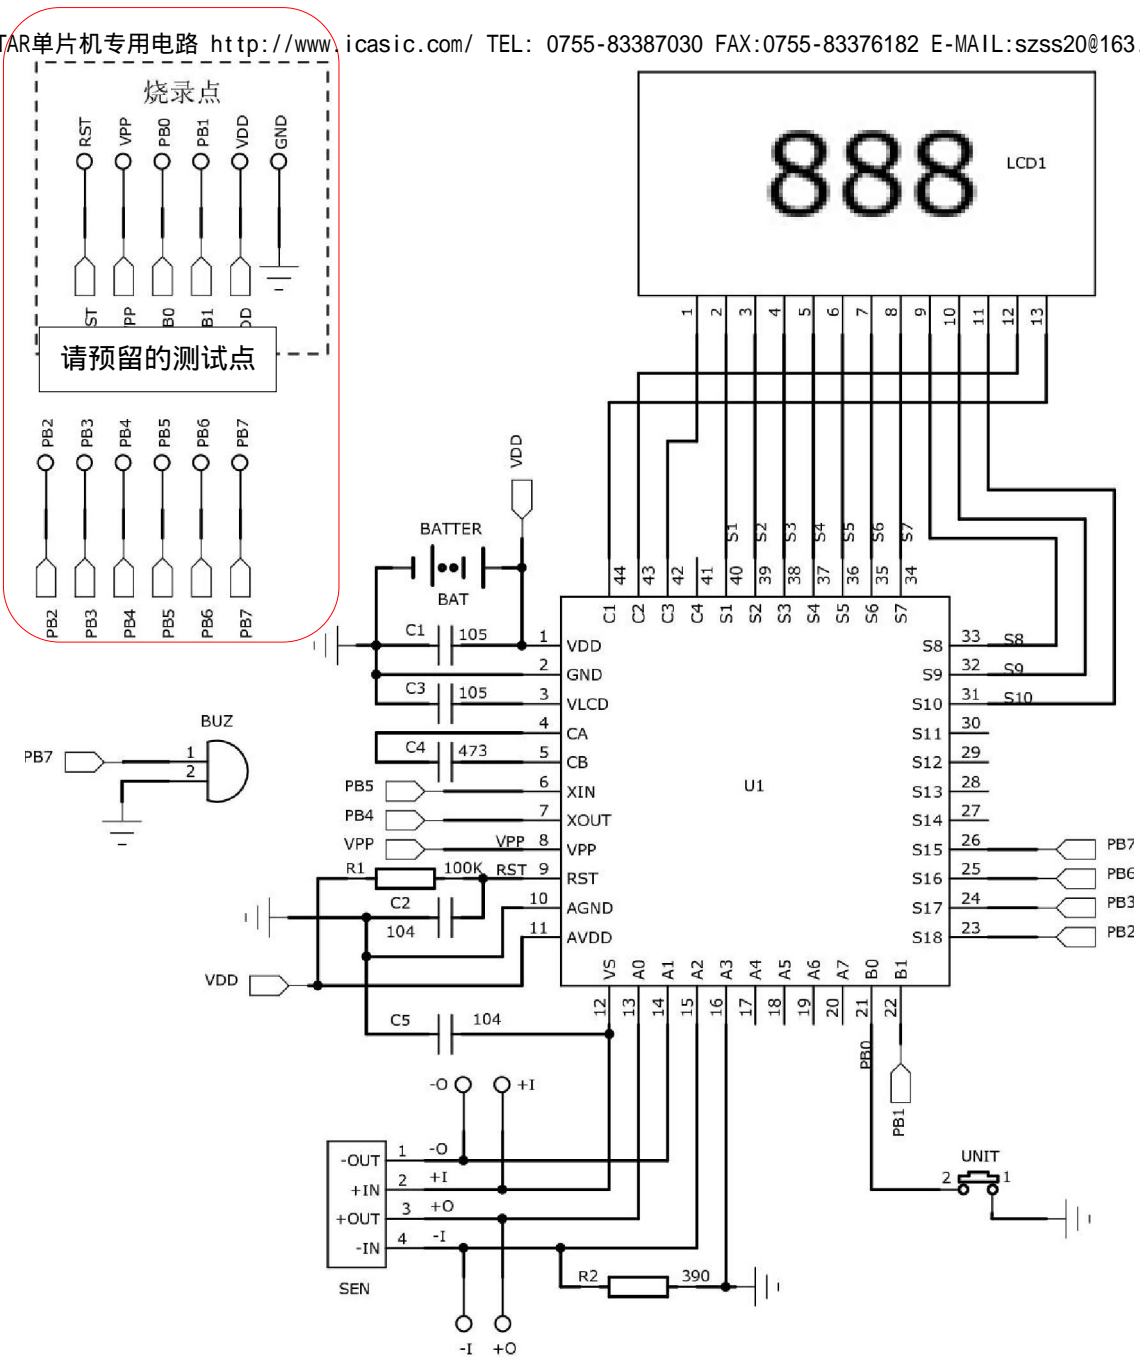 TAR单片机专用电路 http://www.icasic.com/ TEL: 0755-83387030 FAX:0755-83376182 E-MAIL:szss20@163.
烧录点
RST VPP PB0 PB1 VDD GND
ST PP B0 B1 DD
请预留的测试点
PB2 PB3 PB4 PB5 PB6 PB7
PB2 PB3 PB4 PB5 PB6 PB7
888
LCD1
1 2 3 4 5 6 7 8 9 10 11 12 13
VDD
BATTER
BAT
S1 S2 S3 S4 S5 S6 S7
44 43 42 41 40 39 38 37 36 35 34
C1 C2 C3 C4 S1 S2 S3 S4 S5 S6 S7
C1 105 1 VDD
2 GND
C3 105 3 VLCD
4 CA
C4 473 5 CB
PB5 6 XIN
PB4 7 XOUT
VPP VPP 8 VPP
R1 100K RST 9 RST
C2 104 10 AGND
11 AVDD
VDD
U1
S8 33 S8
S9 32 S9
S10 31 S10
S11 30
S12 29
S13 28
S14 27
S15 26 PB7
S16 25 PB6
S17 24 PB3
S18 23 PB2
VS A0 A1 A2 A3 A4 A5 A6 A7 B0 B1
12 13 14 15 16 17 18 19 20 21 22
PB0
PB1
BUZ
PB7 1
2
C5 104
-O +I
-OUT 1 -O
+IN 2 +I
+OUT 3 +O
-IN 4 -I
SEN
R2 390
-I +O
UNIT
2 1